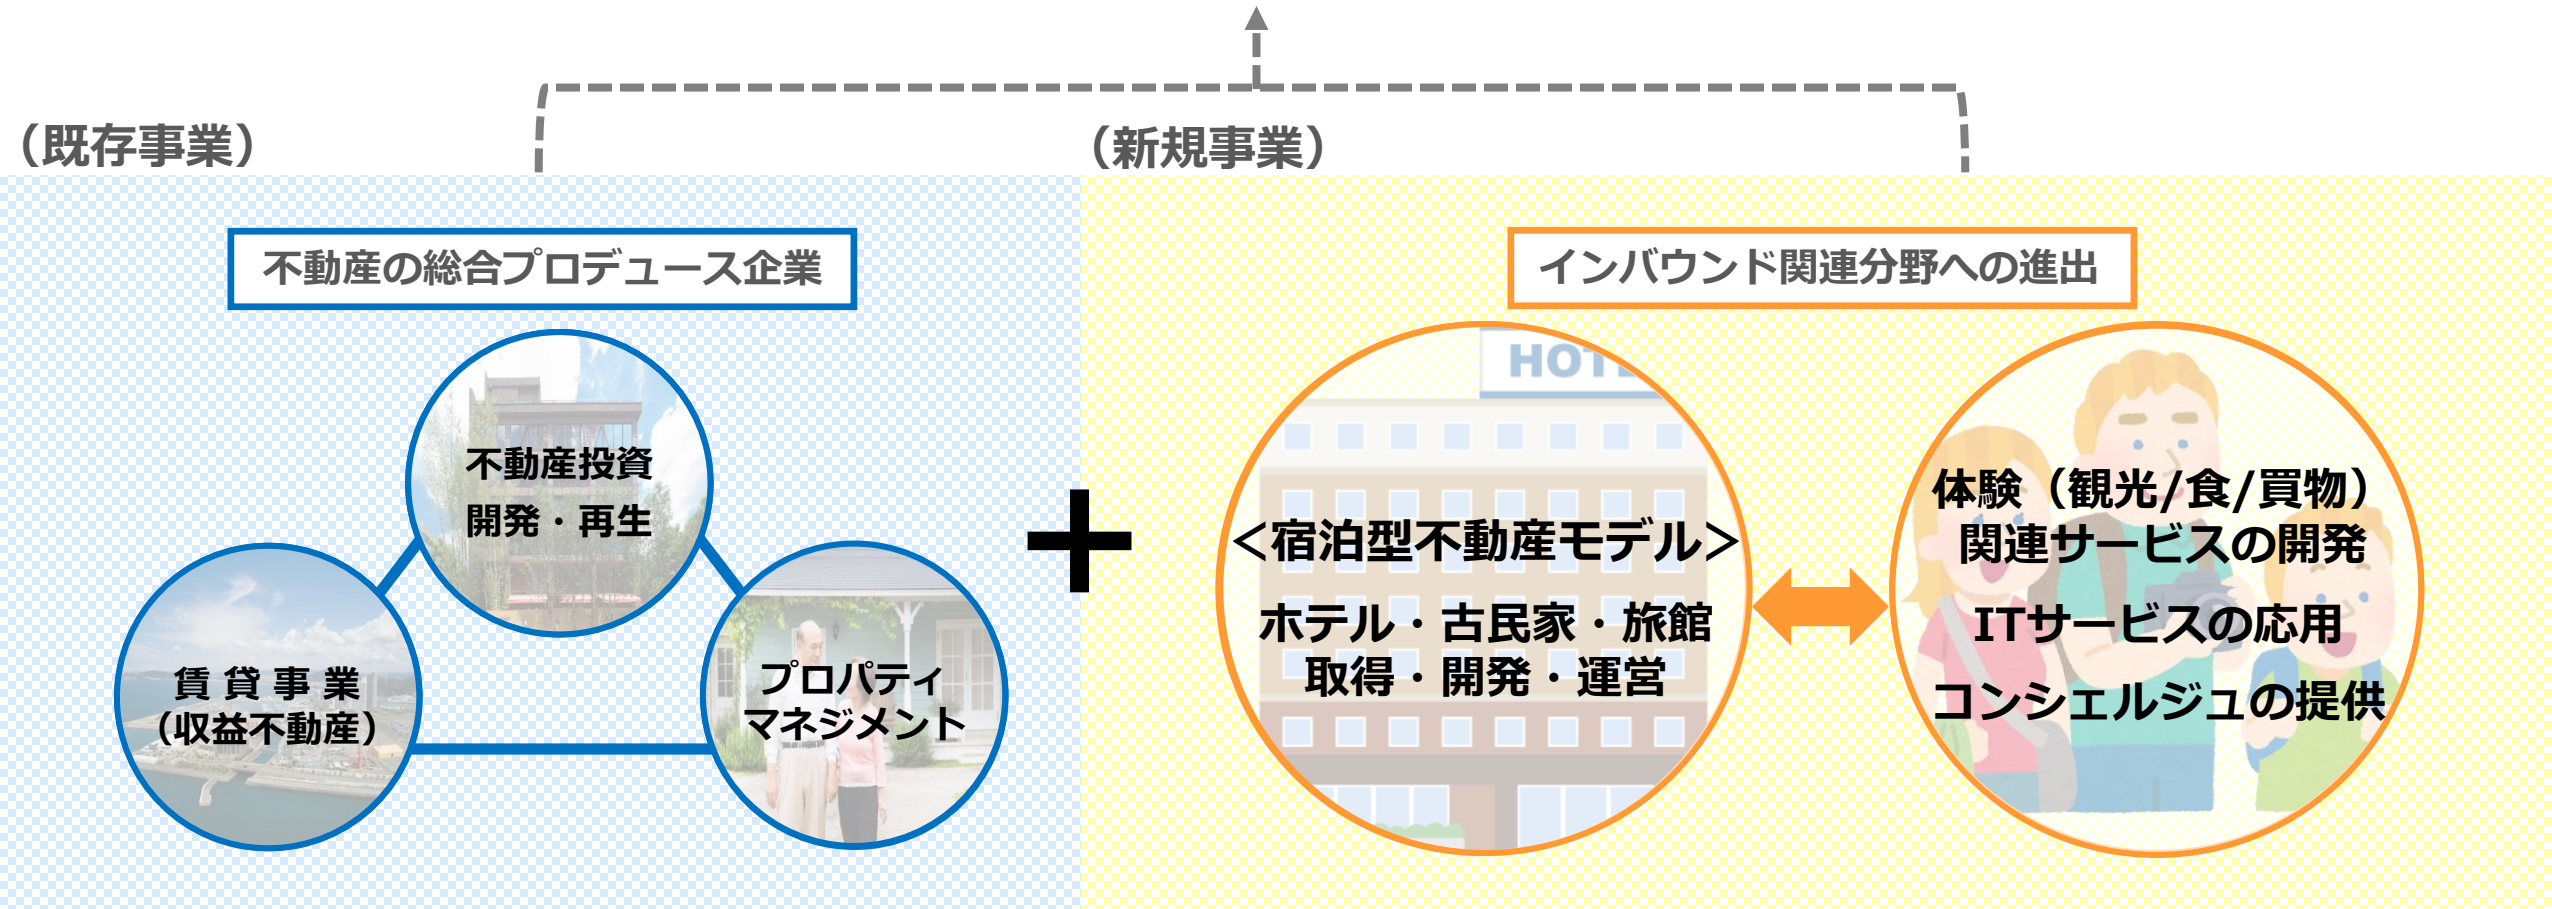 （既存事業）
（新規事業）
不動産の総合プロデュース企業
不動産投資
開発・再生
賃貸事業
（収益不動産）
プロパティ
マネジメント
＋
インバウンド関連分野への進出
HOTE
＜宿泊型不動産モデル＞
ホテル・古民家・旅館
取得・開発・運営
体験（観光/食/買物）
関連サービスの開発
ITサービスの応用
コンシェルジュの提供